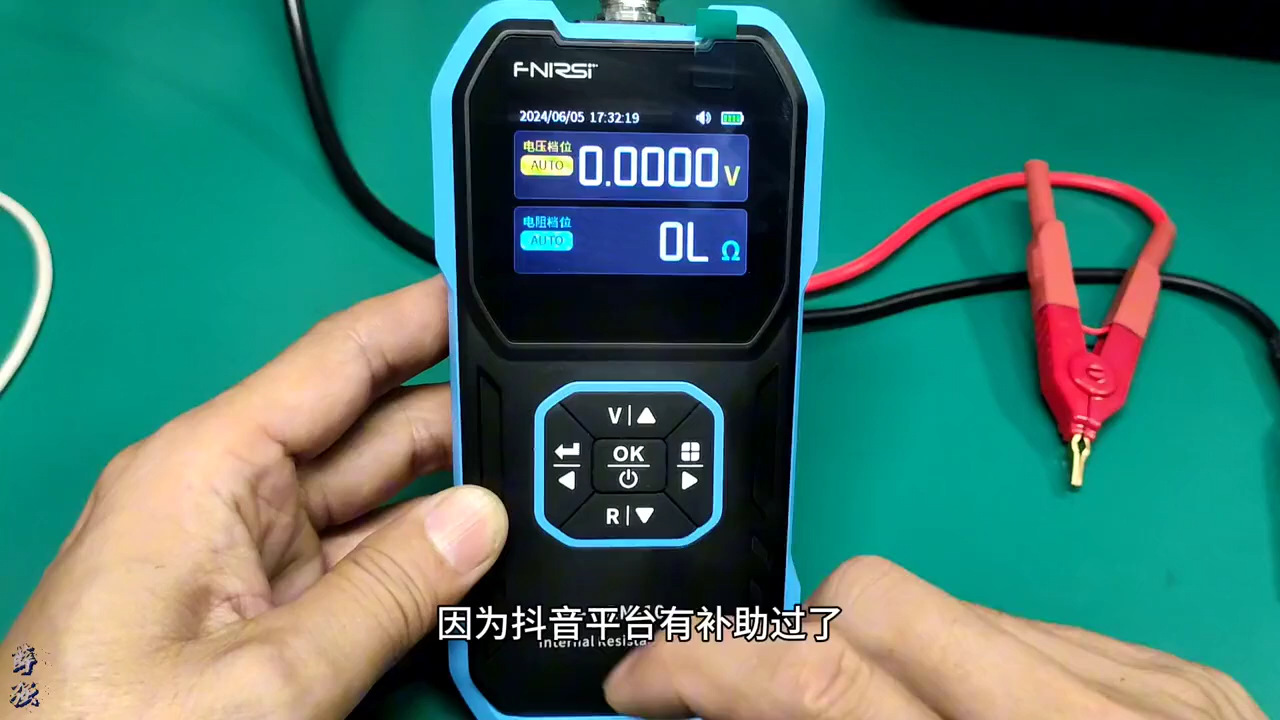 FNIRSI
2024/06/05 17:32:19
电压档位
AUTO
0.0000 V
电阻档位
AUTO
0L Ω
V|▲
OK
R|▼
因为抖音平台有补助过了
Internal